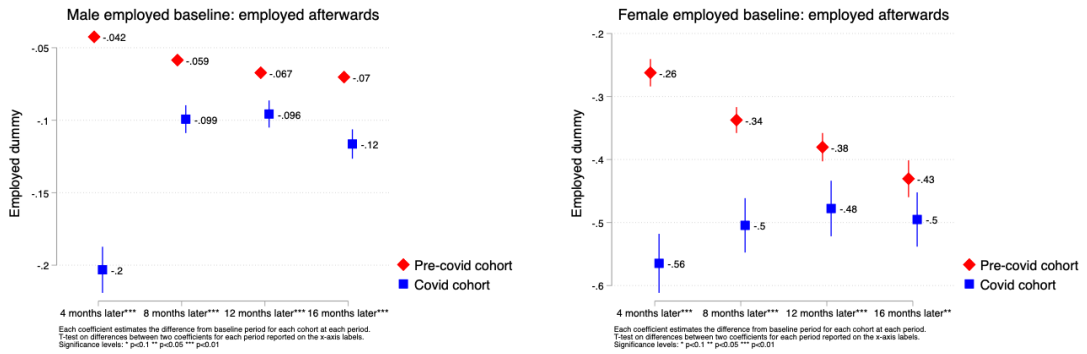 Male employed baseline: employed afterwards
Employed dummy
-.05
-.1
-.15
-.2
-.042
-.059
-.067
-.07
-.099
-.096
-.12
-.2
Pre-covid cohort
Covid cohort
4 months later*** 8 months later*** 12 months later*** 16 months later***
Each coefficient estimates the difference from baseline period for each cohort at each period.
T-test on differences between two coefficients for each period reported on the x-axis labels.
Significance levels: * p<0.1 ** p<0.05 *** p<0.01
Female employed baseline: employed afterwards
Employed dummy
-.2
-.3
-.4
-.5
-.6
-.26
-.34
-.38
-.43
-.56
-.5
-.48
-.5
Pre-covid cohort
Covid cohort
4 months later*** 8 months later*** 12 months later*** 16 months later**
Each coefficient estimates the difference from baseline period for each cohort at each period.
T-test on differences between two coefficients for each period reported on the x-axis labels.
Significance levels: * p<0.1 ** p<0.05 *** p<0.01